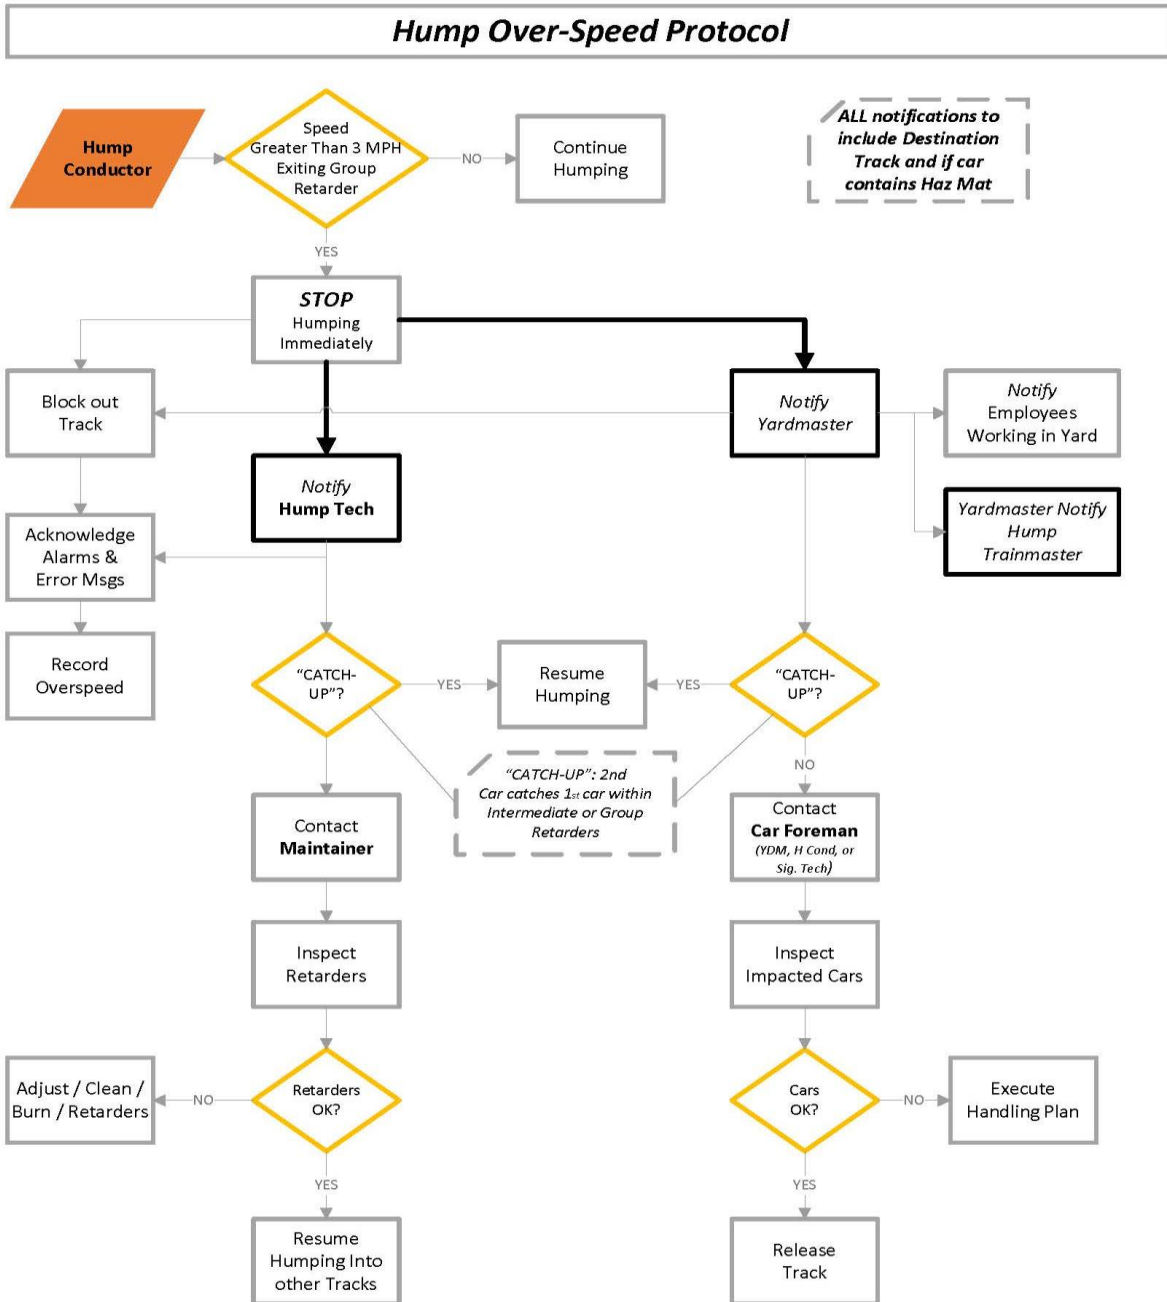 Hump Over-Speed Protocol
Hump
Conductor
Speed
Greater Than 3 MPH
Exiting Group
Retarder
NO
Continue
Humping
ALL notifications to
include Destination
Track and if car
contains Haz Mat
YES
STOP
Humping
Immediately
Block out
Track
Notify
Yardmaster
Notify
Employees
Working in Yard
Notify
Hump Tech
Yardmaster Notify
Hump
Trainmaster
Acknowledge
Alarms &
Error Msgs
Record
Overspeed
“CATCH-
UP”?
YES
Resume
Humping
YES
“CATCH-
UP”?
“CATCH-UP”: 2nd
Car catches 1st car within
Intermediate or Group
Retarders
NO
Contact
Maintainer
Contact
Car Foreman
(YDM, H Cond, or
Sig. Tech)
Inspect
Retarders
Inspect
Impacted Cars
Adjust / Clean /
Burn / Retarders
NO
Retarders
OK?
Cars
OK?
NO
Execute
Handling Plan
YES
YES
Resume
Humping Into
other Tracks
Release
Track